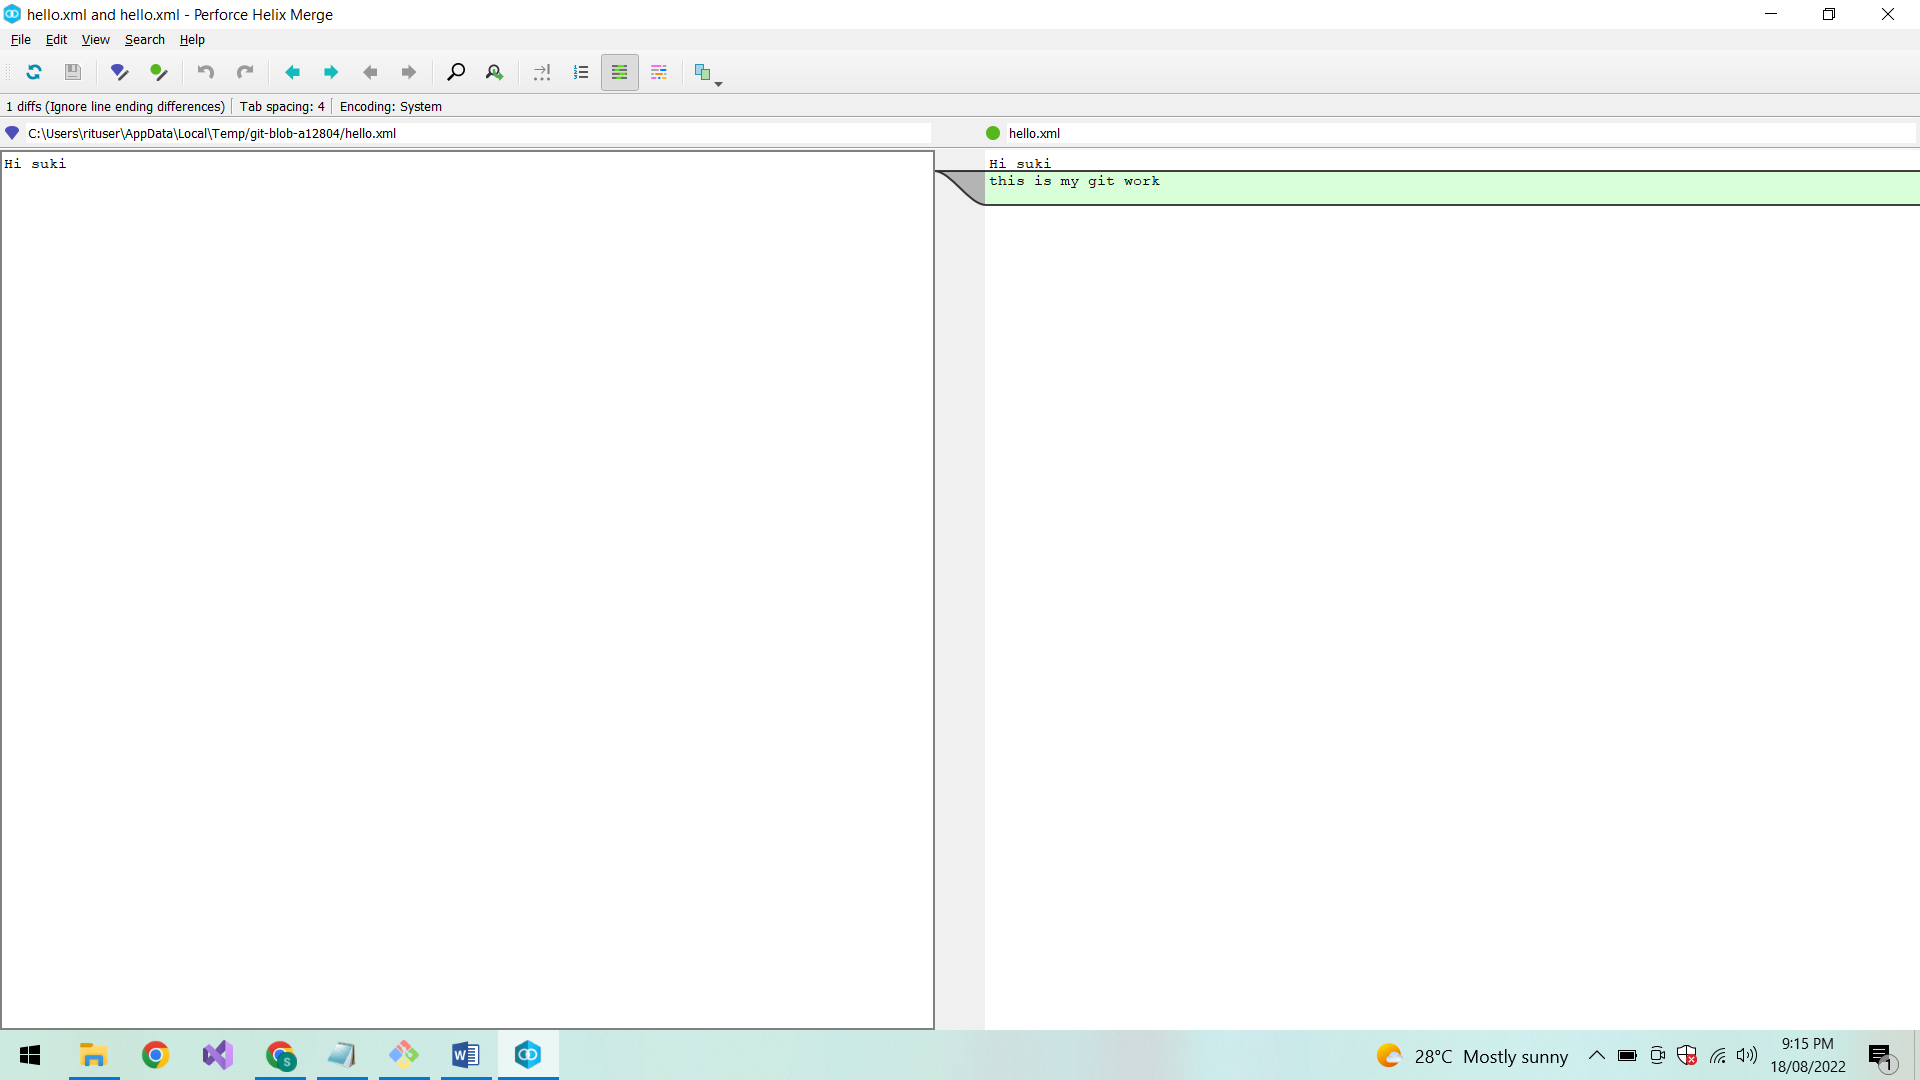 hello.xml and hello.xml - Perforce Helix Merge
File Edit View Search Help
1 diffs (Ignore line ending differences) Tab spacing: 4 Encoding: System
C:\Users\rituser\AppData\Local\Temp/git-blob-a12804/hello.xml
hello.xml
Hi suki
Hi suki
this is my git work
28°C Mostly sunny
9:15 PM
18/08/2022
1